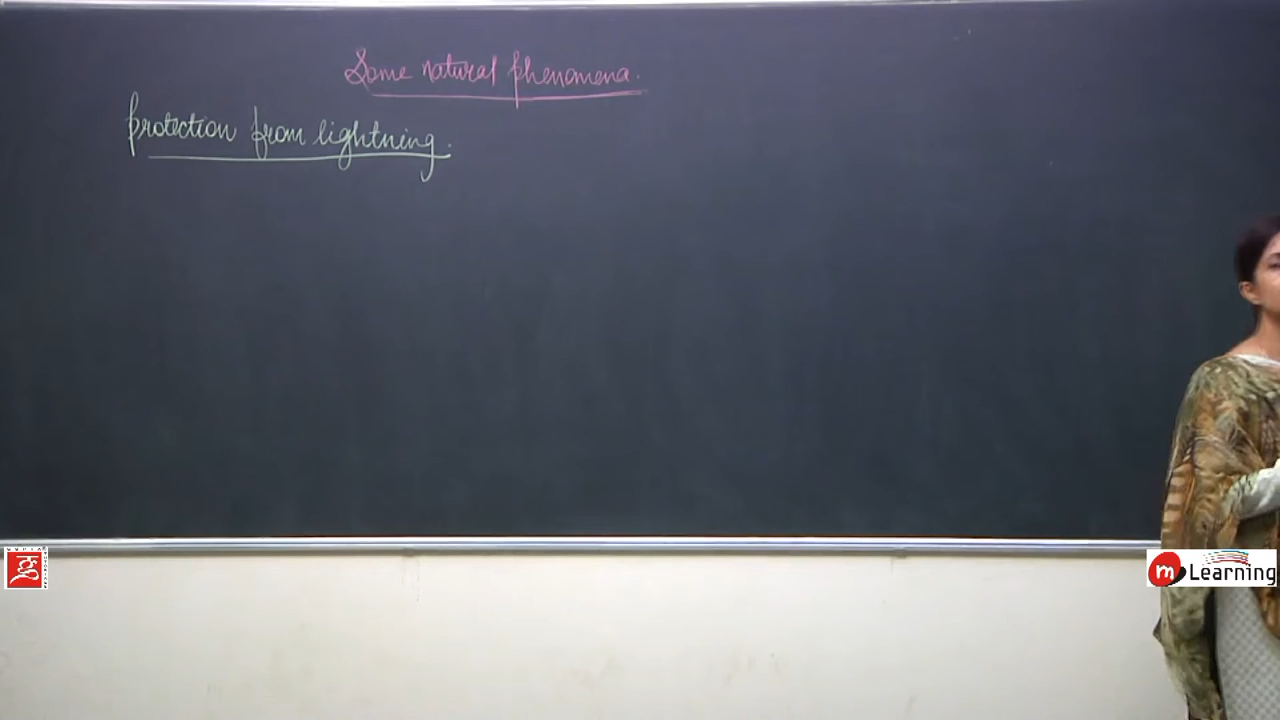 Some natural phenomena.
protection from lightning.
m Learning